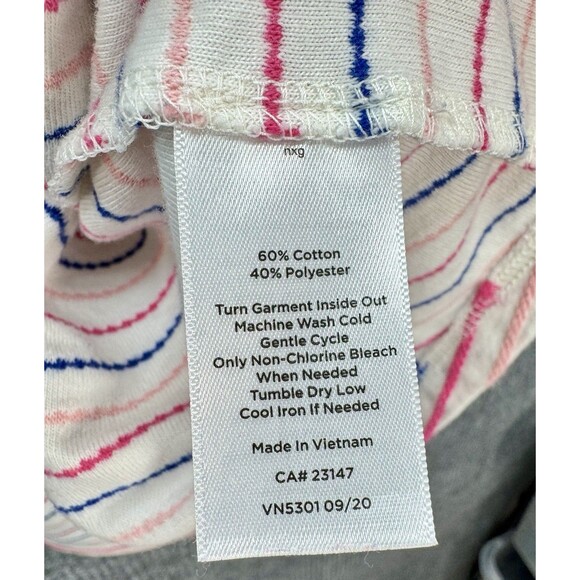 nxg
60% Cotton
40% Polyester
Turn Garment Inside Out
Machine Wash Cold
Gentle Cycle
Only Non-Chlorine Bleach
When Needed
Tumble Dry Low
Cool Iron If Needed
Made In Vietnam
CA# 23147
VN5301 09/20